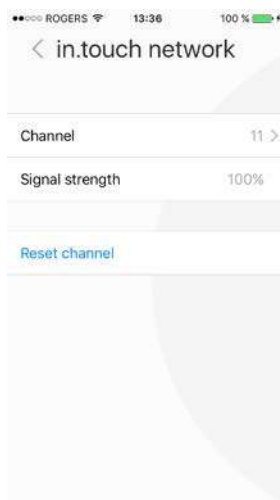 ROGERS 13:36 100 %
< in.touch network
Channel 11 >
Signal strength 100%
Reset channel